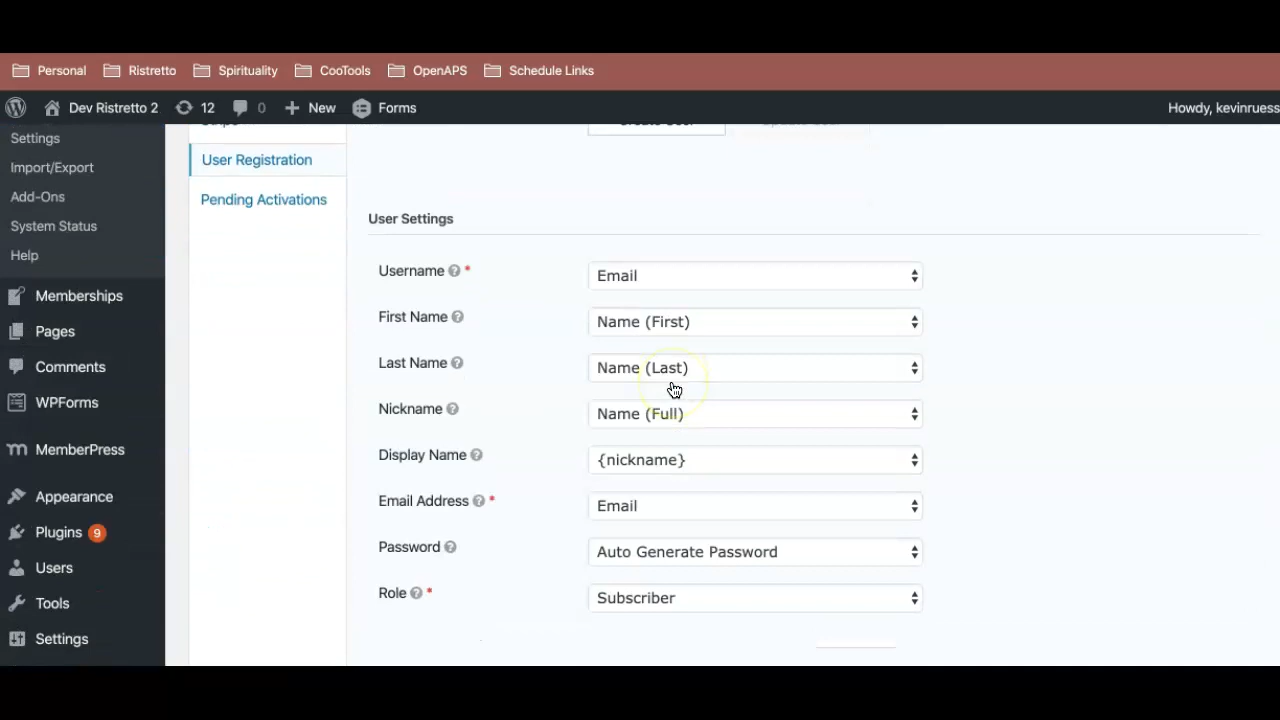 Personal Ristretto Spirituality CooTools OpenAPS Schedule Links
Dev Ristretto 2 12 0 New Forms Howdy, kevinruess
Settings
Import/Export
Add-Ons
System Status
Help
Memberships
Pages
Comments
WPForms
MemberPress
Appearance
Plugins 9
Users
Tools
Settings
User Registration
Pending Activations
User Settings
Username ? * Email
First Name ? Name (First)
Last Name ? Name (Last)
Nickname ? Name (Full)
Display Name ? {nickname}
Email Address ? * Email
Password ? Auto Generate Password
Role ? * Subscriber